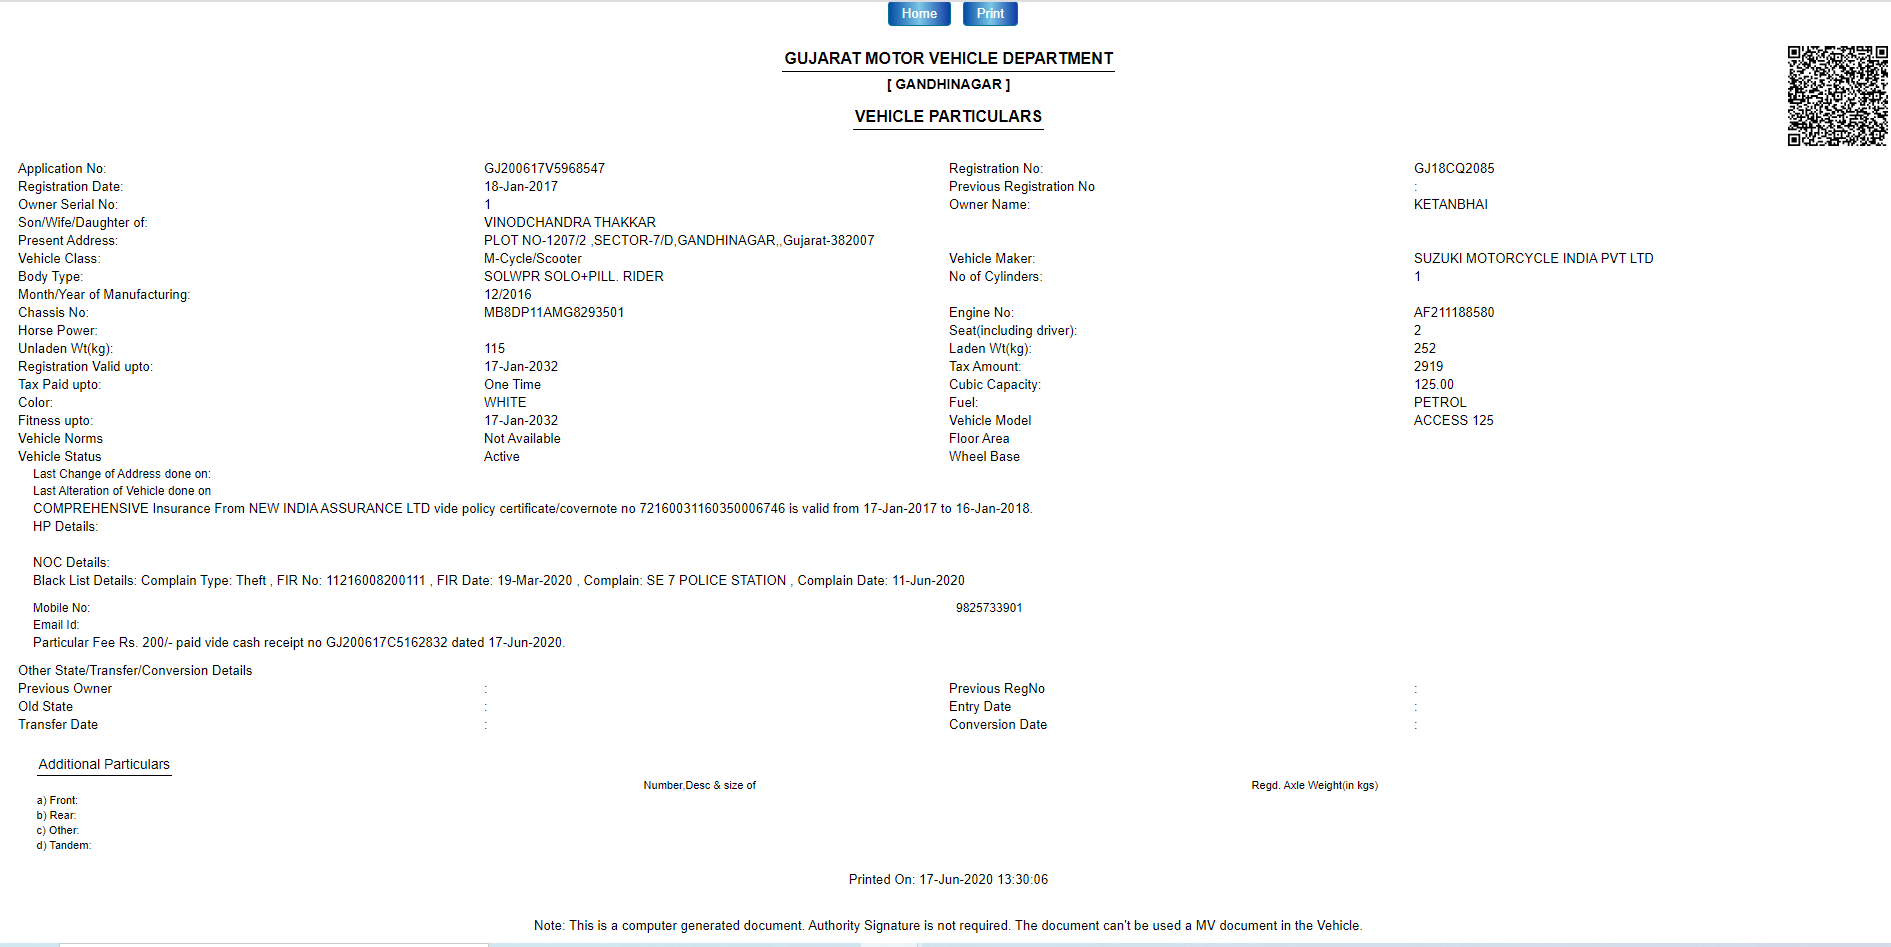 Home Print
GUJARAT MOTOR VEHICLE DEPARTMENT
[ GANDHINAGAR ]
VEHICLE PARTICULARS
Application No: GJ200617V5968547 Registration No: GJ18CQ2085
Registration Date: 18-Jan-2017 Previous Registration No :
Owner Serial No: 1 Owner Name: KETANBHAI
Son/Wife/Daughter of: VINODCHANDRA THAKKAR
Present Address: PLOT NO-1207/2 ,SECTOR-7/D,GANDHINAGAR,,Gujarat-382007
Vehicle Class: M-Cycle/Scooter Vehicle Maker: SUZUKI MOTORCYCLE INDIA PVT LTD
Body Type: SOLWPR SOLO+PILL. RIDER No of Cylinders: 1
Month/Year of Manufacturing: 12/2016
Chassis No: MB8DP11AMG8293501 Engine No: AF211188580
Horse Power: Seat(including driver): 2
Unladen Wt(kg): 115 Laden Wt(kg): 252
Registration Valid upto: 17-Jan-2032 Tax Amount: 2919
Tax Paid upto: One Time Cubic Capacity: 125.00
Color: WHITE Fuel: PETROL
Fitness upto: 17-Jan-2032 Vehicle Model ACCESS 125
Vehicle Norms Not Available Floor Area
Vehicle Status Active Wheel Base
Last Change of Address done on:
Last Alteration of Vehicle done on
COMPREHENSIVE Insurance From NEW INDIA ASSURANCE LTD vide policy certificate/covernote no 72160031160350006746 is valid from 17-Jan-2017 to 16-Jan-2018.
HP Details:
NOC Details:
Black List Details: Complain Type: Theft , FIR No: 11216008200111 , FIR Date: 19-Mar-2020 , Complain: SE 7 POLICE STATION , Complain Date: 11-Jun-2020
Mobile No: 9825733901
Email Id:
Particular Fee Rs. 200/- paid vide cash receipt no GJ200617C5162832 dated 17-Jun-2020.
Other State/Transfer/Conversion Details
Previous Owner : Previous RegNo :
Old State : Entry Date :
Transfer Date : Conversion Date :
Additional Particulars
Number,Desc & size of Regd. Axle Weight(in kgs)
a) Front:
b) Rear:
c) Other:
d) Tandem:
Printed On: 17-Jun-2020 13:30:06
Note: This is a computer generated document. Authority Signature is not required. The document can't be used a MV document in the Vehicle.